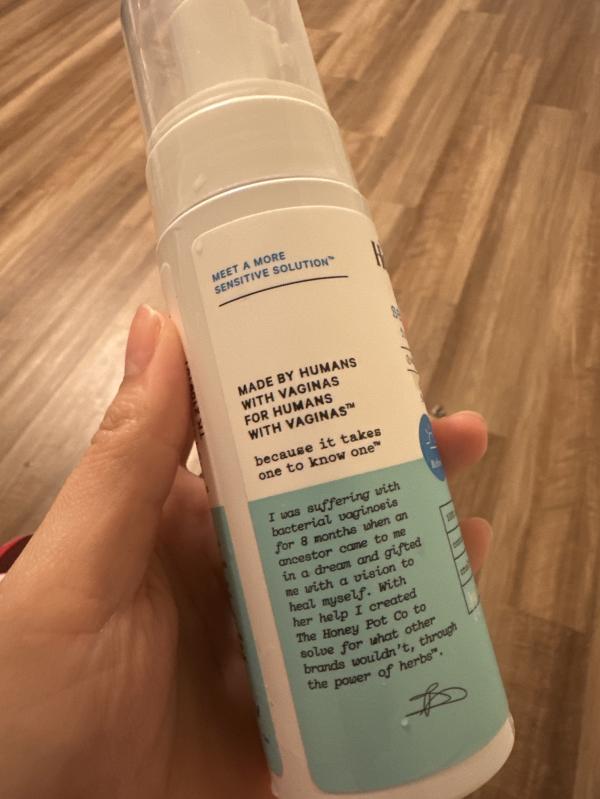 MEET A MORE
SENSITIVE SOLUTION™
MADE BY HUMANS
WITH VAGINAS
FOR HUMANS
WITH VAGINAS™
because it takes
one to know one™
I was suffering with
bacterial vaginosis
for 8 months when an
ancestor came to me
in a dream and gifted
me with a vision to
heal myself. With
her help I created
The Honey Pot Co to
solve for what other
brands wouldn't, through
the power of herbs™.